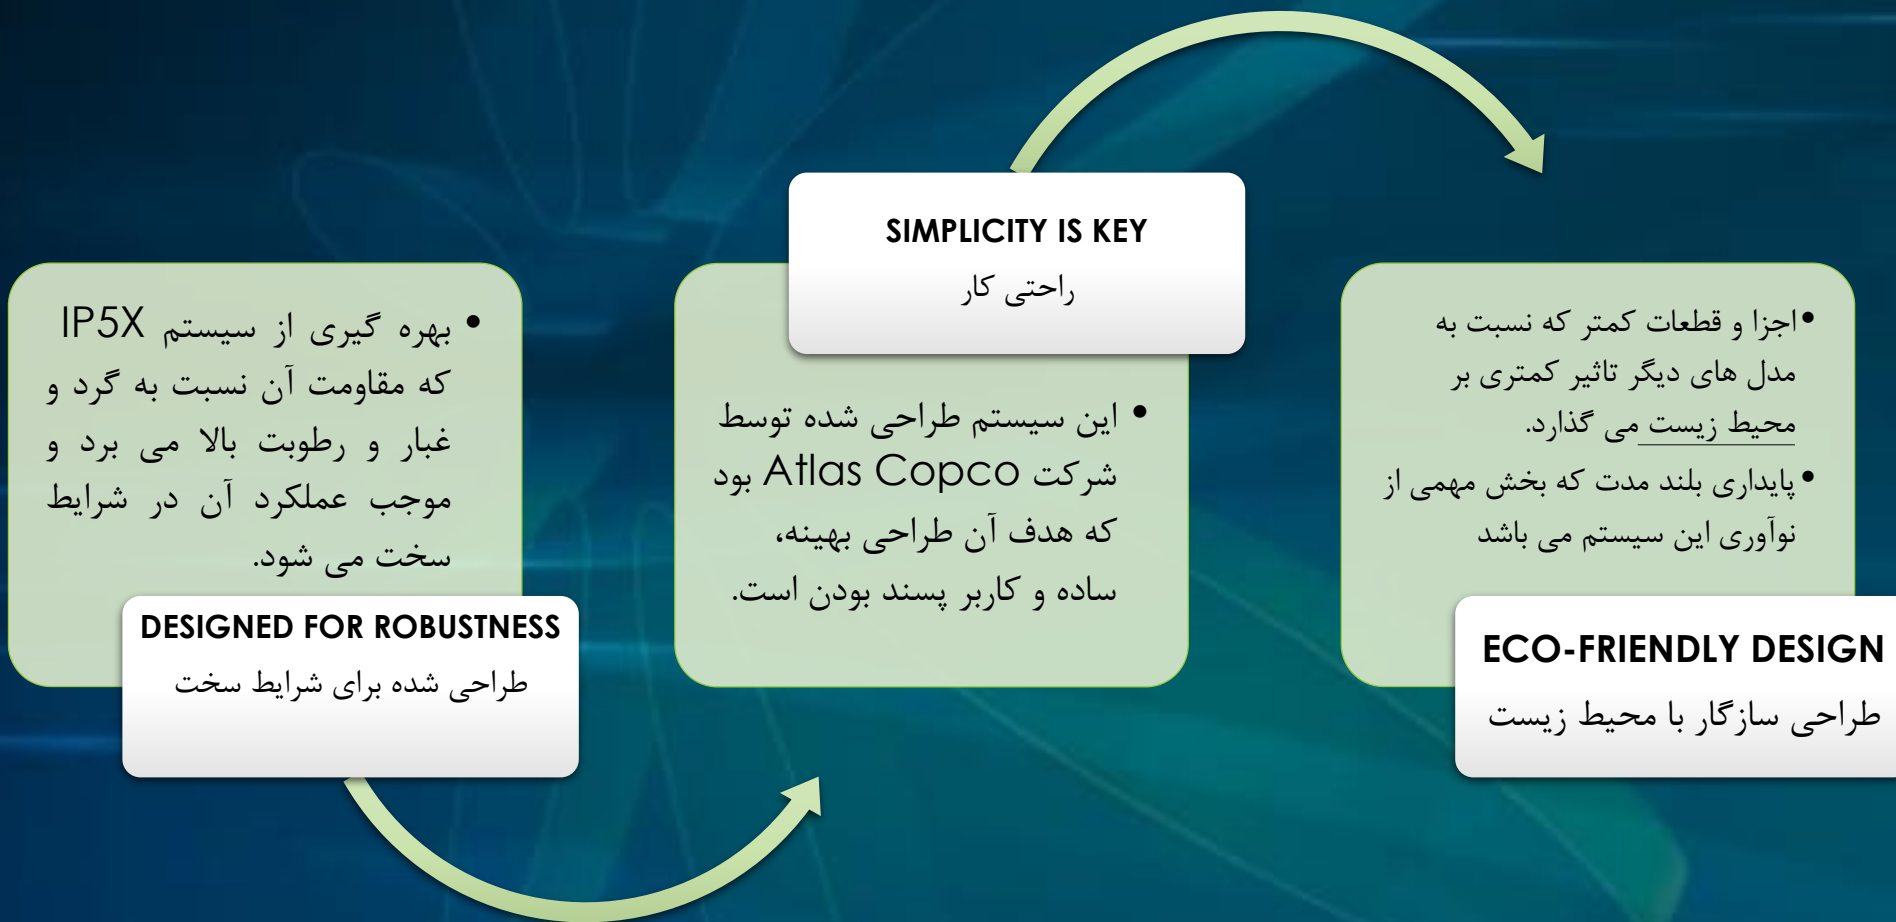 • بهره گیری از سیستم IP5X
که مقاومت آن نسبت به گرد و
غبار و رطوبت بالا می برد و
موجب عملکرد آن در شرایط
سخت می شود.
DESIGNED FOR ROBUSTNESS
طراحی شده برای شرایط سخت
SIMPLICITY IS KEY
راحتی کار
• این سیستم طراحی شده توسط
شرکت Atlas Copco بود
که هدف آن طراحی بهینه،
ساده و کاربر پسند بودن است.
• اجزا و قطعات کمتر که نسبت به
مدل های دیگر تاثیر کمتری بر
محیط زیست می گذارد.
• پایداری بلند مدت که بخش مهمی از
نوآوری این سیستم می باشد
ECO-FRIENDLY DESIGN
طراحی سازگار با محیط زیست